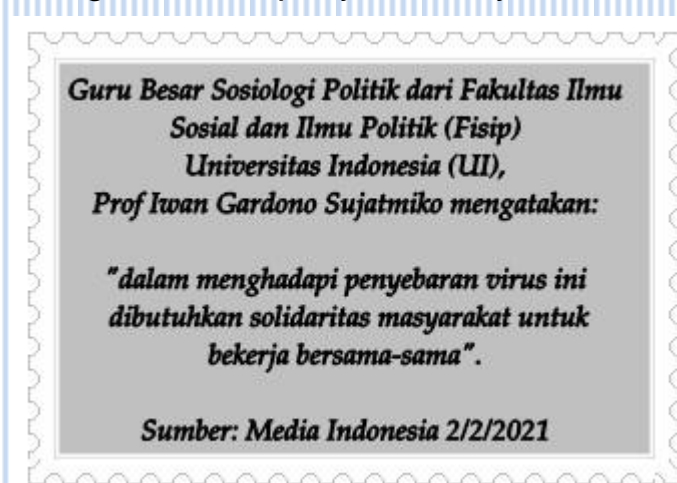 Guru Besar Sosiologi Politik dari Fakultas Ilmu
Sosial dan Ilmu Politik (Fisip)
Universitas Indonesia (UI),
Prof Iwan Gardono Sujatmiko mengatakan:
"dalam menghadapi penyebaran virus ini
dibutuhkan solidaritas masyarakat untuk
bekerja bersama-sama".
Sumber: Media Indonesia 2/2/2021